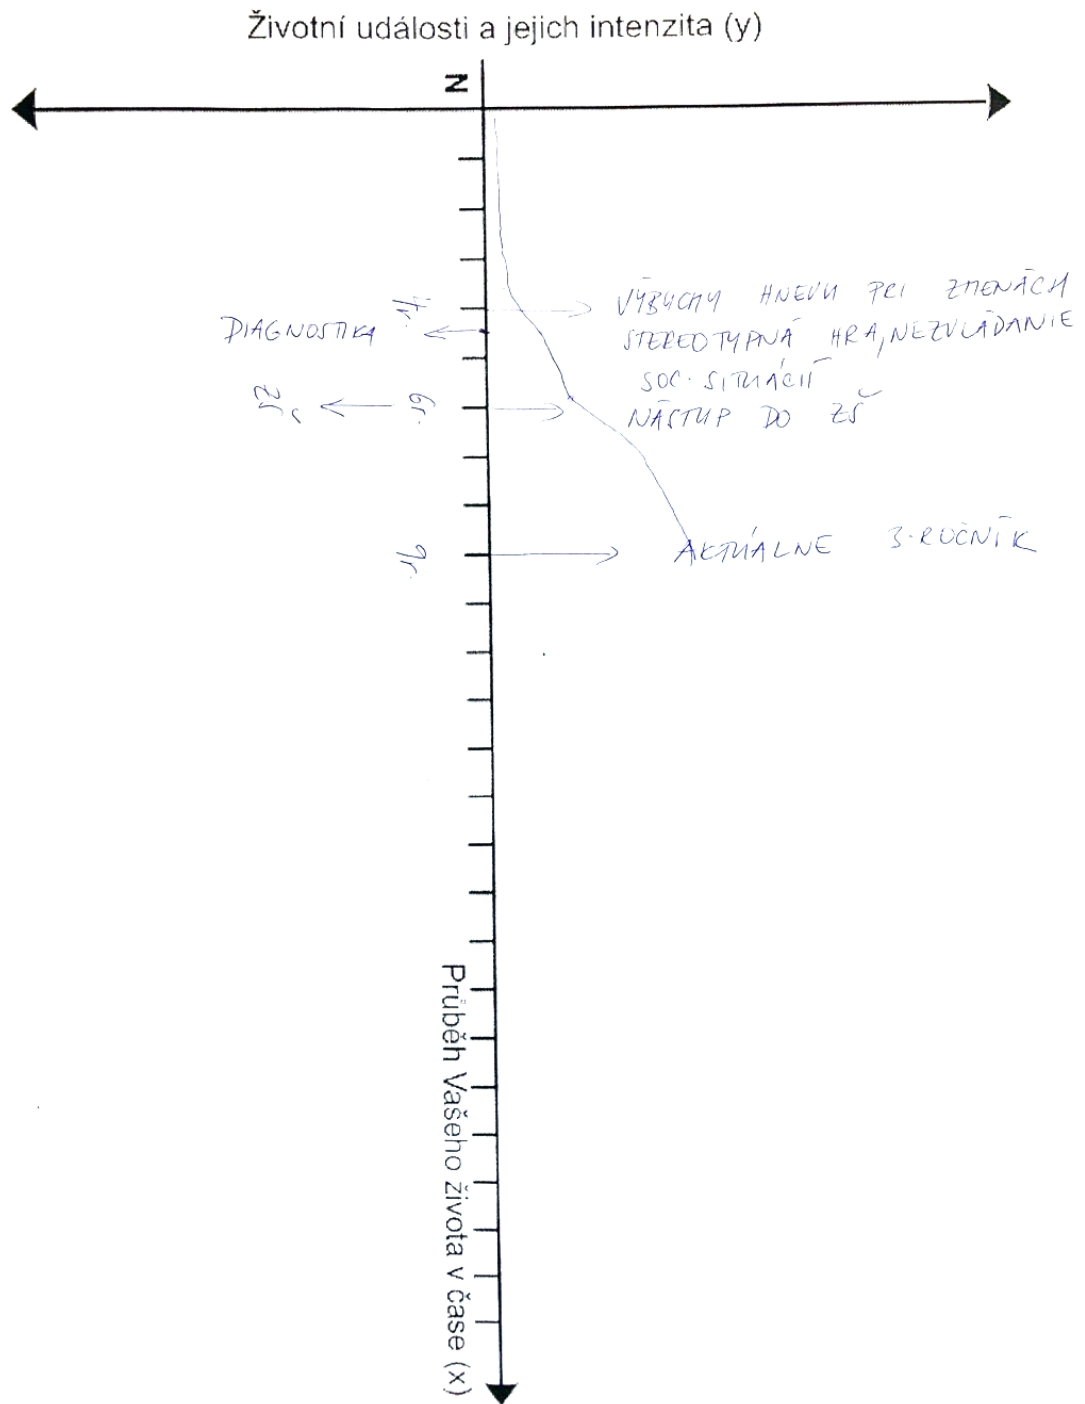 Životní události a jejich intenzita (y)
N
4r.
VÝBUCHY HNEVU PRI ZMENÁCH
DIAGNOSTIKA
STEREOTYPNÁ HRA, NEZVLÁDANIE
SOC. SITUÁCIÍ
ZŠ
6r.
NÁSTUP DO ZŠ
9r.
AKTUÁLNE 3. ROČNÍK
Průběh Vašeho života v čase (x)